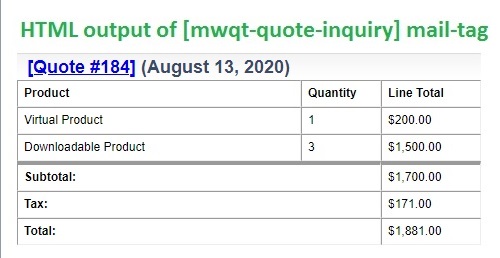 HTML output of [mwqt-quote-inquiry] mail-tag
[Quote #184] (August 13, 2020)
Product Quantity Line Total
Virtual Product 1 $200.00
Downloadable Product 3 $1,500.00
Subtotal: $1,700.00
Tax: $171.00
Total: $1,881.00